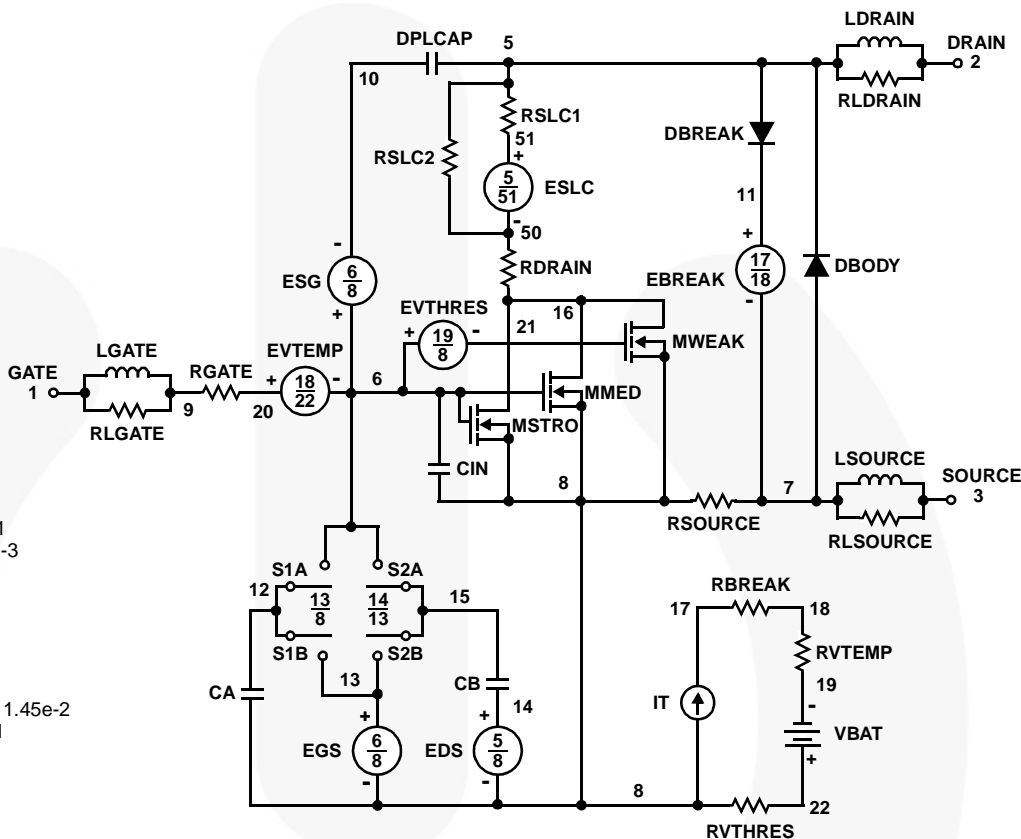 LDRAIN
DPLCAP
5
DRAIN
2
10
RLDRAIN
RSLC1
DBREAK
51
+
RSLC2
5
51
ESLC
11
-
50
-
+
17
18
RDRAIN
6
8
ESG
EBREAK
DBODY
-
+
EVTHRES
16
+
19
8
-
21
MWEAK
LGATE
EVTEMP
GATE
1
RGATE
+
18
22
-
6
MMED
9
20
MSTRO
RLGATE
CIN
LSOURCE
8
7
SOURCE
3
RSOURCE
RLSOURCE
-3
S1A
S2A
12
13
8
14
13
15
RBREAK
17
18
S1B
S2B
RVTEMP
13
CB
19
CA
14
IT
-
1.45e-2
+
+
VBAT
EGS
6
8
EDS
5
8
+
-
-
8
22
RVTHRES